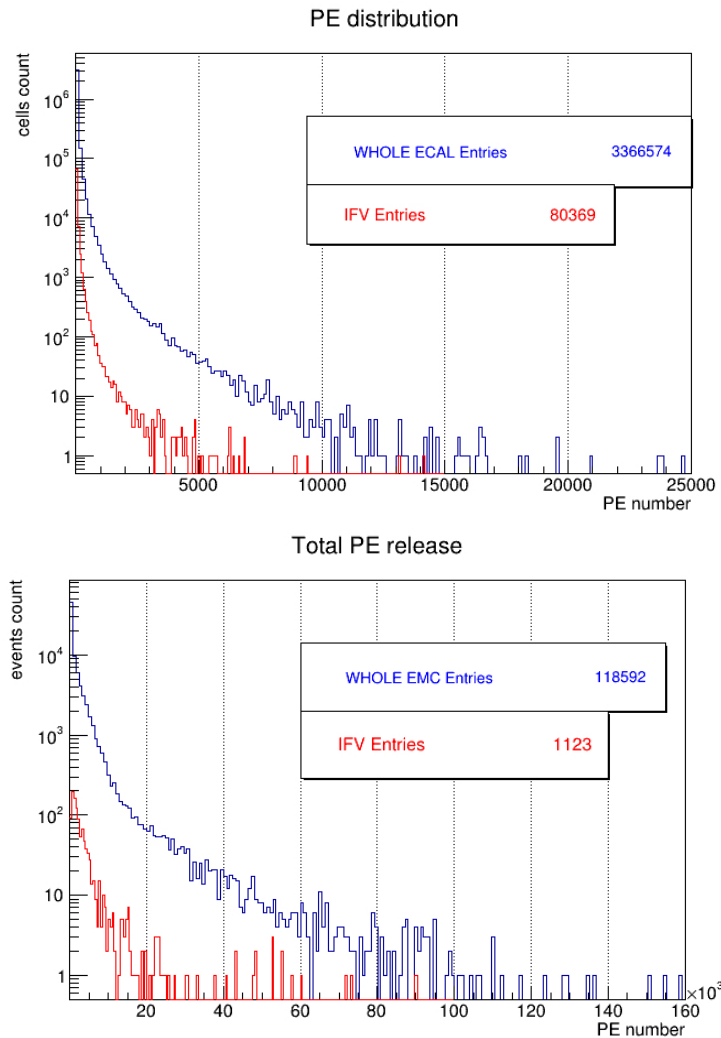 PE distribution
cells count
10^6
10^5
10^4
10^3
10^2
10
1
WHOLE ECAL Entries 3366574
IFV Entries 80369
5000 10000 15000 20000 25000
PE number
Total PE release
events count
10^4
10^3
10^2
10
1
WHOLE EMC Entries 118592
IFV Entries 1123
20 40 60 80 100 120 140 160
×10^3
PE number